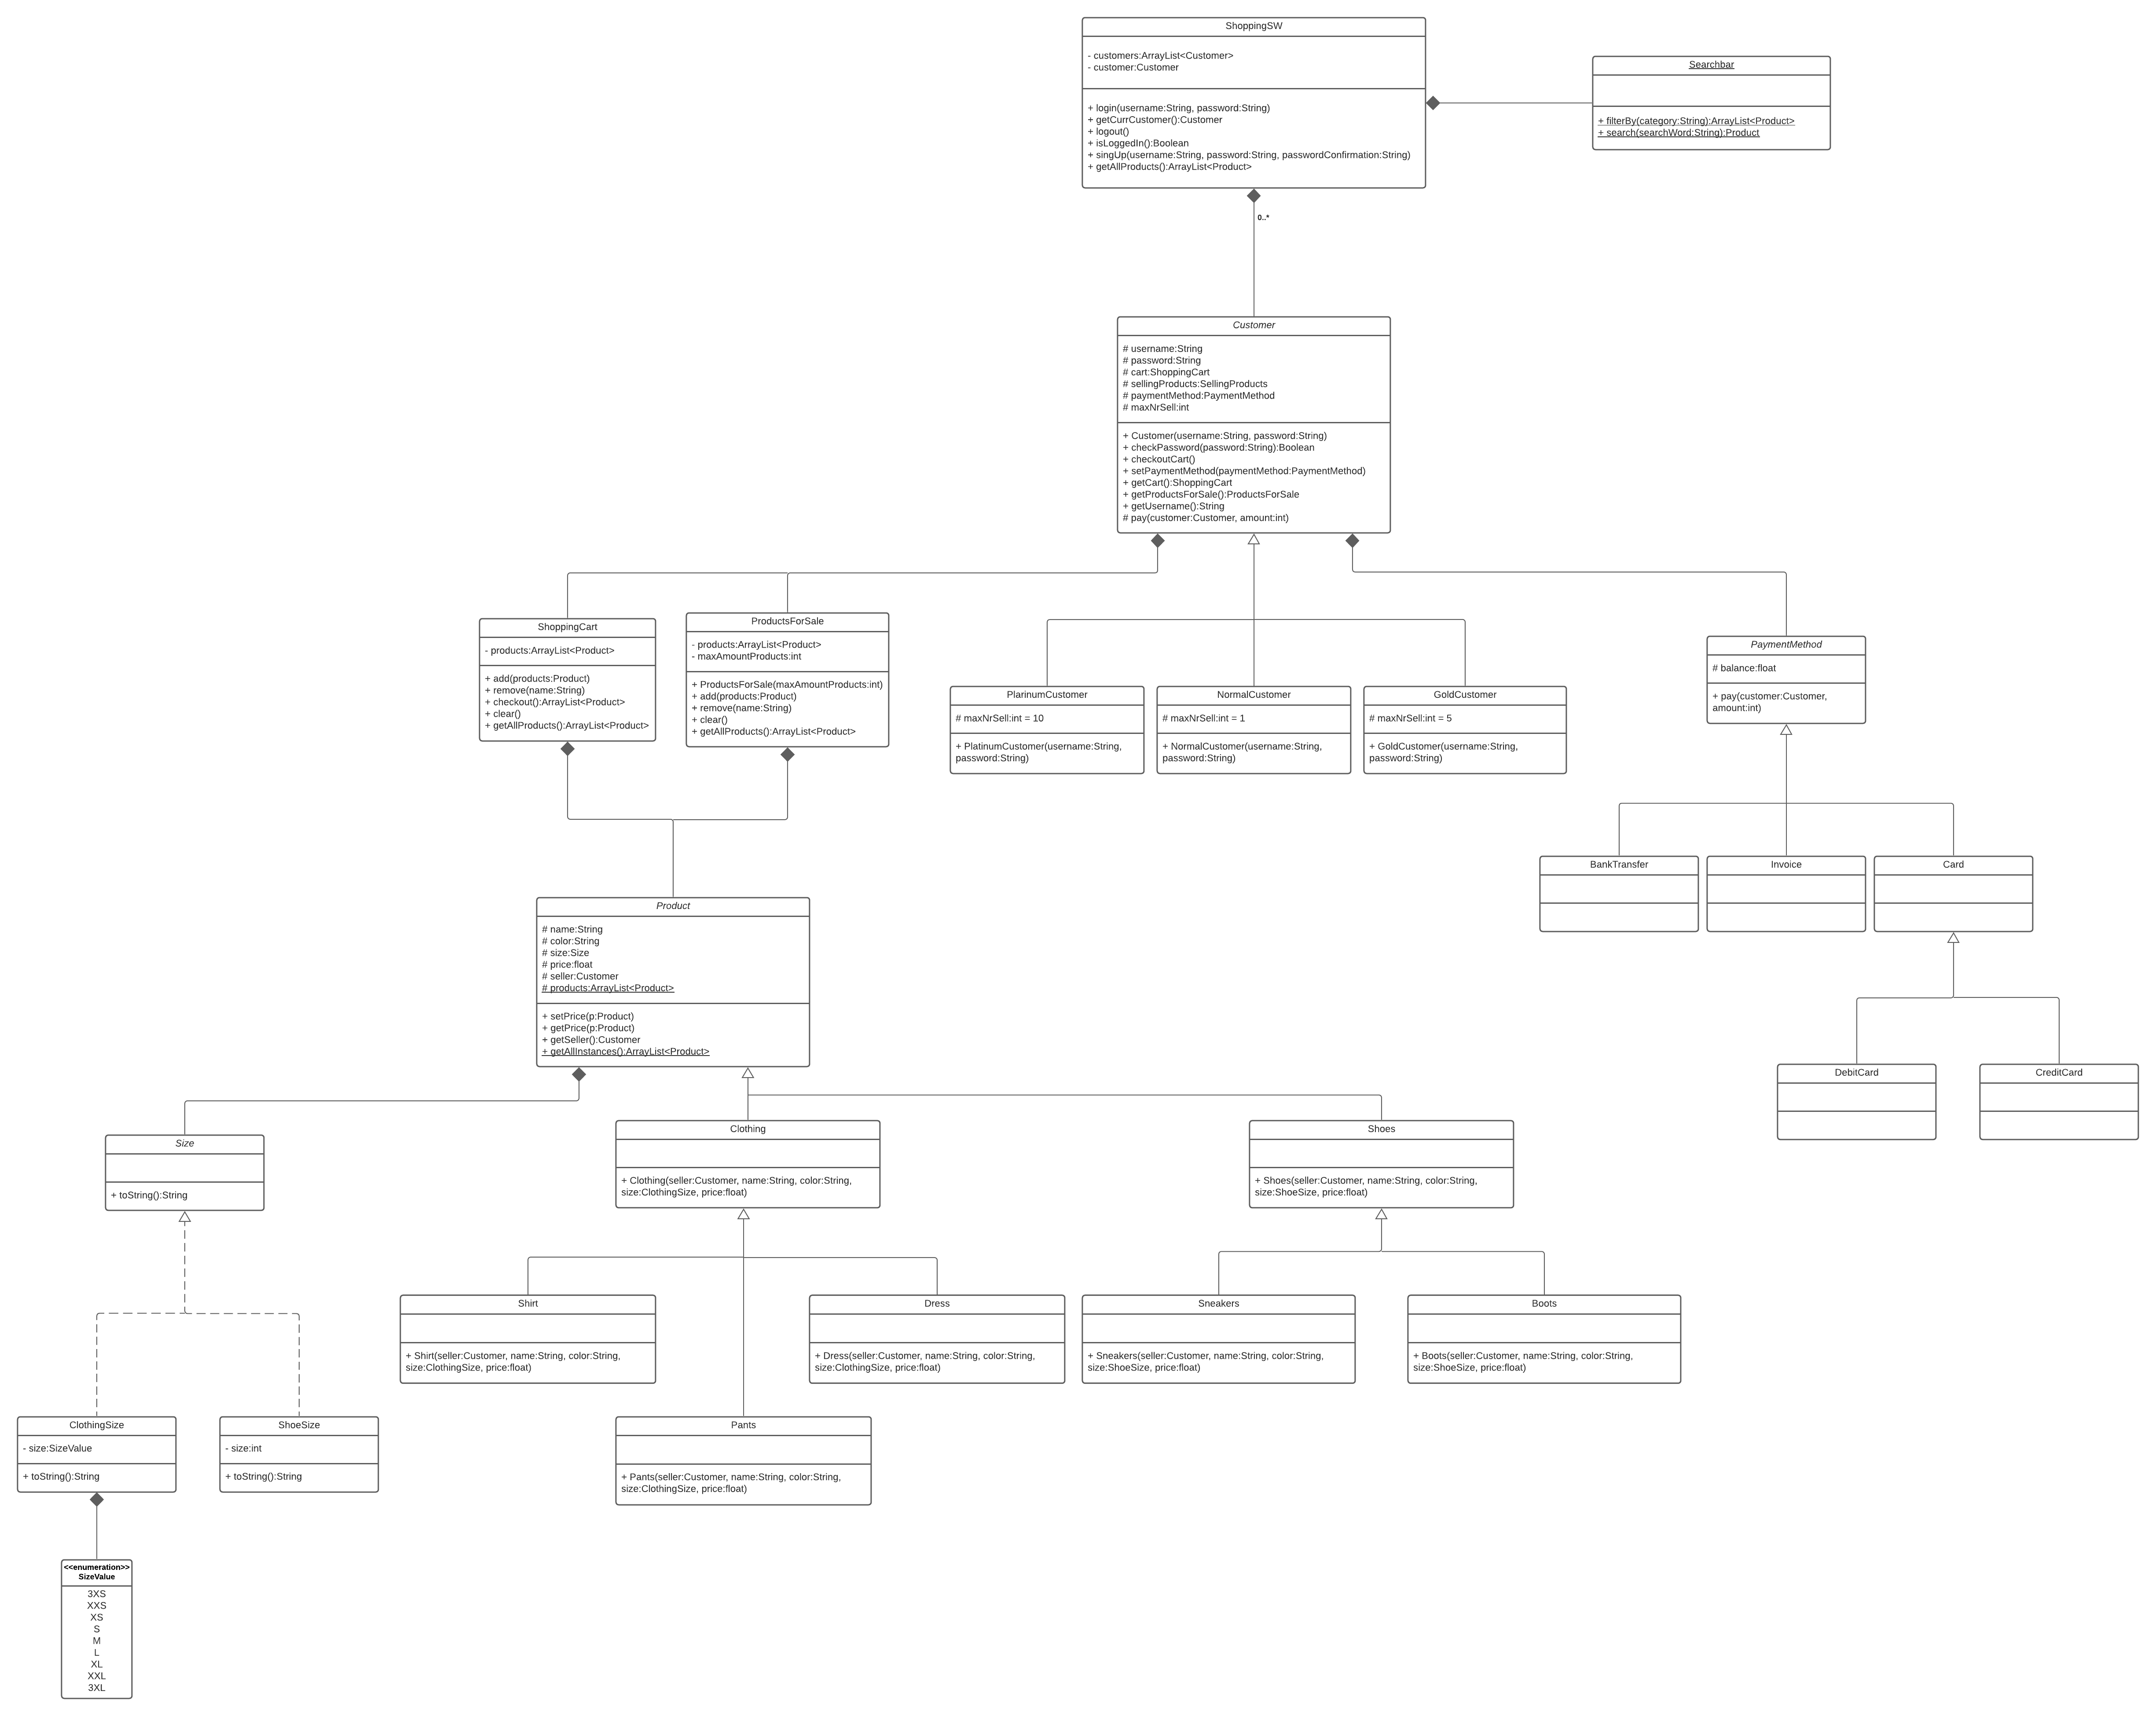 ShoppingSW
- customers:ArrayList<Customer>
- customer:Customer
+ login(username:String, password:String)
+ getCurrCustomer():Customer
+ logout()
+ isLoggedIn():Boolean
+ singUp(username:String, password:String, passwordConfirmation:String)
+ getAllProducts():ArrayList<Product>
Searchbar
+ filterBy(category:String):ArrayList<Product>
+ search(searchWord:String):Product
0..*
Customer
# username:String
# password:String
# cart:ShoppingCart
# sellingProducts:SellingProducts
# paymentMethod:PaymentMethod
# maxNrSell:int
+ Customer(username:String, password:String)
+ checkPassword(password:String):Boolean
+ checkoutCart()
+ setPaymentMethod(paymentMethod:PaymentMethod)
+ getCart():ShoppingCart
+ getProductsForSale():ProductsForSale
+ getUsername():String
# pay(customer:Customer, amount:int)
ShoppingCart
- products:ArrayList<Product>
+ add(products:Product)
+ remove(name:String)
+ checkout():ArrayList<Product>
+ clear()
+ getAllProducts():ArrayList<Product>
ProductsForSale
- products:ArrayList<Product>
- maxAmountProducts:int
+ ProductsForSale(maxAmountProducts:int)
+ add(products:Product)
+ remove(name:String)
+ clear()
+ getAllProducts():ArrayList<Product>
PlarinumCustomer
# maxNrSell:int = 10
+ PlatinumCustomer(username:String,
password:String)
NormalCustomer
# maxNrSell:int = 1
+ NormalCustomer(username:String,
password:String)
GoldCustomer
# maxNrSell:int = 5
+ GoldCustomer(username:String,
password:String)
PaymentMethod
# balance:float
+ pay(customer:Customer,
amount:int)
BankTransfer
Invoice
Card
DebitCard
CreditCard
Product
# name:String
# color:String
# size:Size
# price:float
# seller:Customer
# products:ArrayList<Product>
+ setPrice(p:Product)
+ getPrice(p:Product)
+ getSeller():Customer
+ getAllInstances():ArrayList<Product>
Size
+ toString():String
Clothing
+ Clothing(seller:Customer, name:String, color:String,
size:ClothingSize, price:float)
Shoes
+ Shoes(seller:Customer, name:String, color:String,
size:ShoeSize, price:float)
Shirt
+ Shirt(seller:Customer, name:String, color:String,
size:ClothingSize, price:float)
Dress
+ Dress(seller:Customer, name:String, color:String,
size:ClothingSize, price:float)
Sneakers
+ Sneakers(seller:Customer, name:String, color:String,
size:ShoeSize, price:float)
Boots
+ Boots(seller:Customer, name:String, color:String,
size:ShoeSize, price:float)
ClothingSize
- size:SizeValue
+ toString():String
ShoeSize
- size:int
+ toString():String
Pants
+ Pants(seller:Customer, name:String, color:String,
size:ClothingSize, price:float)
<<enumeration>>
SizeValue
3XS
XXS
XS
S
M
L
XL
XXL
3XL